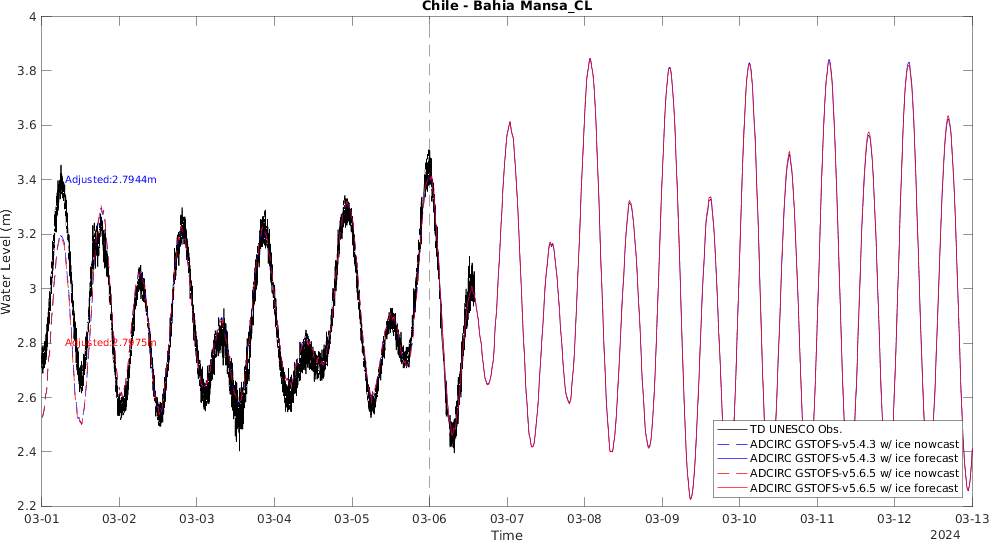 Chile - Bahia Mansa_CL
4
3.8
3.6
3.4
3.2
3
2.8
2.6
2.4
2.2
Water Level (m)
Adjusted:2.7944m
Adjusted:2.7975m
TD UNESCO Obs.
ADCIRC GSTOFS-v5.4.3 w/ ice nowcast
ADCIRC GSTOFS-v5.4.3 w/ ice forecast
ADCIRC GSTOFS-v5.6.5 w/ ice nowcast
ADCIRC GSTOFS-v5.6.5 w/ ice forecast
03-01 03-02 03-03 03-04 03-05 03-06 03-07 03-08 03-09 03-10 03-11 03-12 03-13
Time
2024